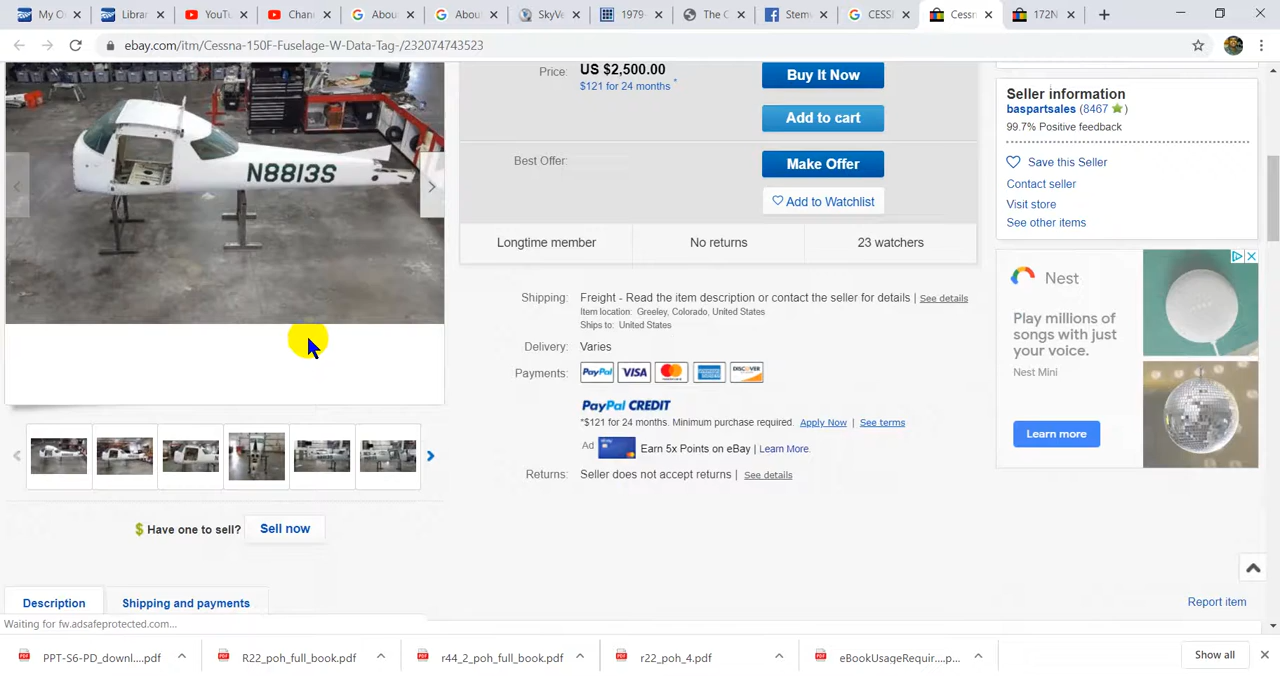 My O
Librar
YouTu
Chann
Abou
Abou
SkyVe
1979
The C
Stem
CESSN
Cessn
172N
ebay.com/itm/Cessna-150F-Fuselage-W-Data-Tag-/232074743523
Price: US $2,500.00
$121 for 24 months *
Buy It Now
Add to cart
Best Offer:
Make Offer
Add to Watchlist
Longtime member No returns 23 watchers
N8813S
Shipping: Freight - Read the item description or contact the seller for details | See details
Item location: Greeley, Colorado, United States
Ships to: United States
Delivery: Varies
Payments: PayPal VISA MasterCard DISCOVER
PayPal CREDIT
*$121 for 24 months. Minimum purchase required. Apply Now | See terms
Ad Earn 5x Points on eBay | Learn More.
Returns: Seller does not accept returns | See details
Seller information
baspartsales (8467 )
99.7% Positive feedback
Save this Seller
Contact seller
Visit store
See other items
Nest
Play millions of
songs with just
your voice.
Nest Mini
Learn more
$ Have one to sell? Sell now
Description Shipping and payments
Report item
Waiting for fw.adsafeprotected.com...
PPT-S6-PD_downl....pdf
R22_poh_full_book.pdf
r44_2_poh_full_book.pdf
r22_poh_4.pdf
eBookUsageRequir....p...
Show all